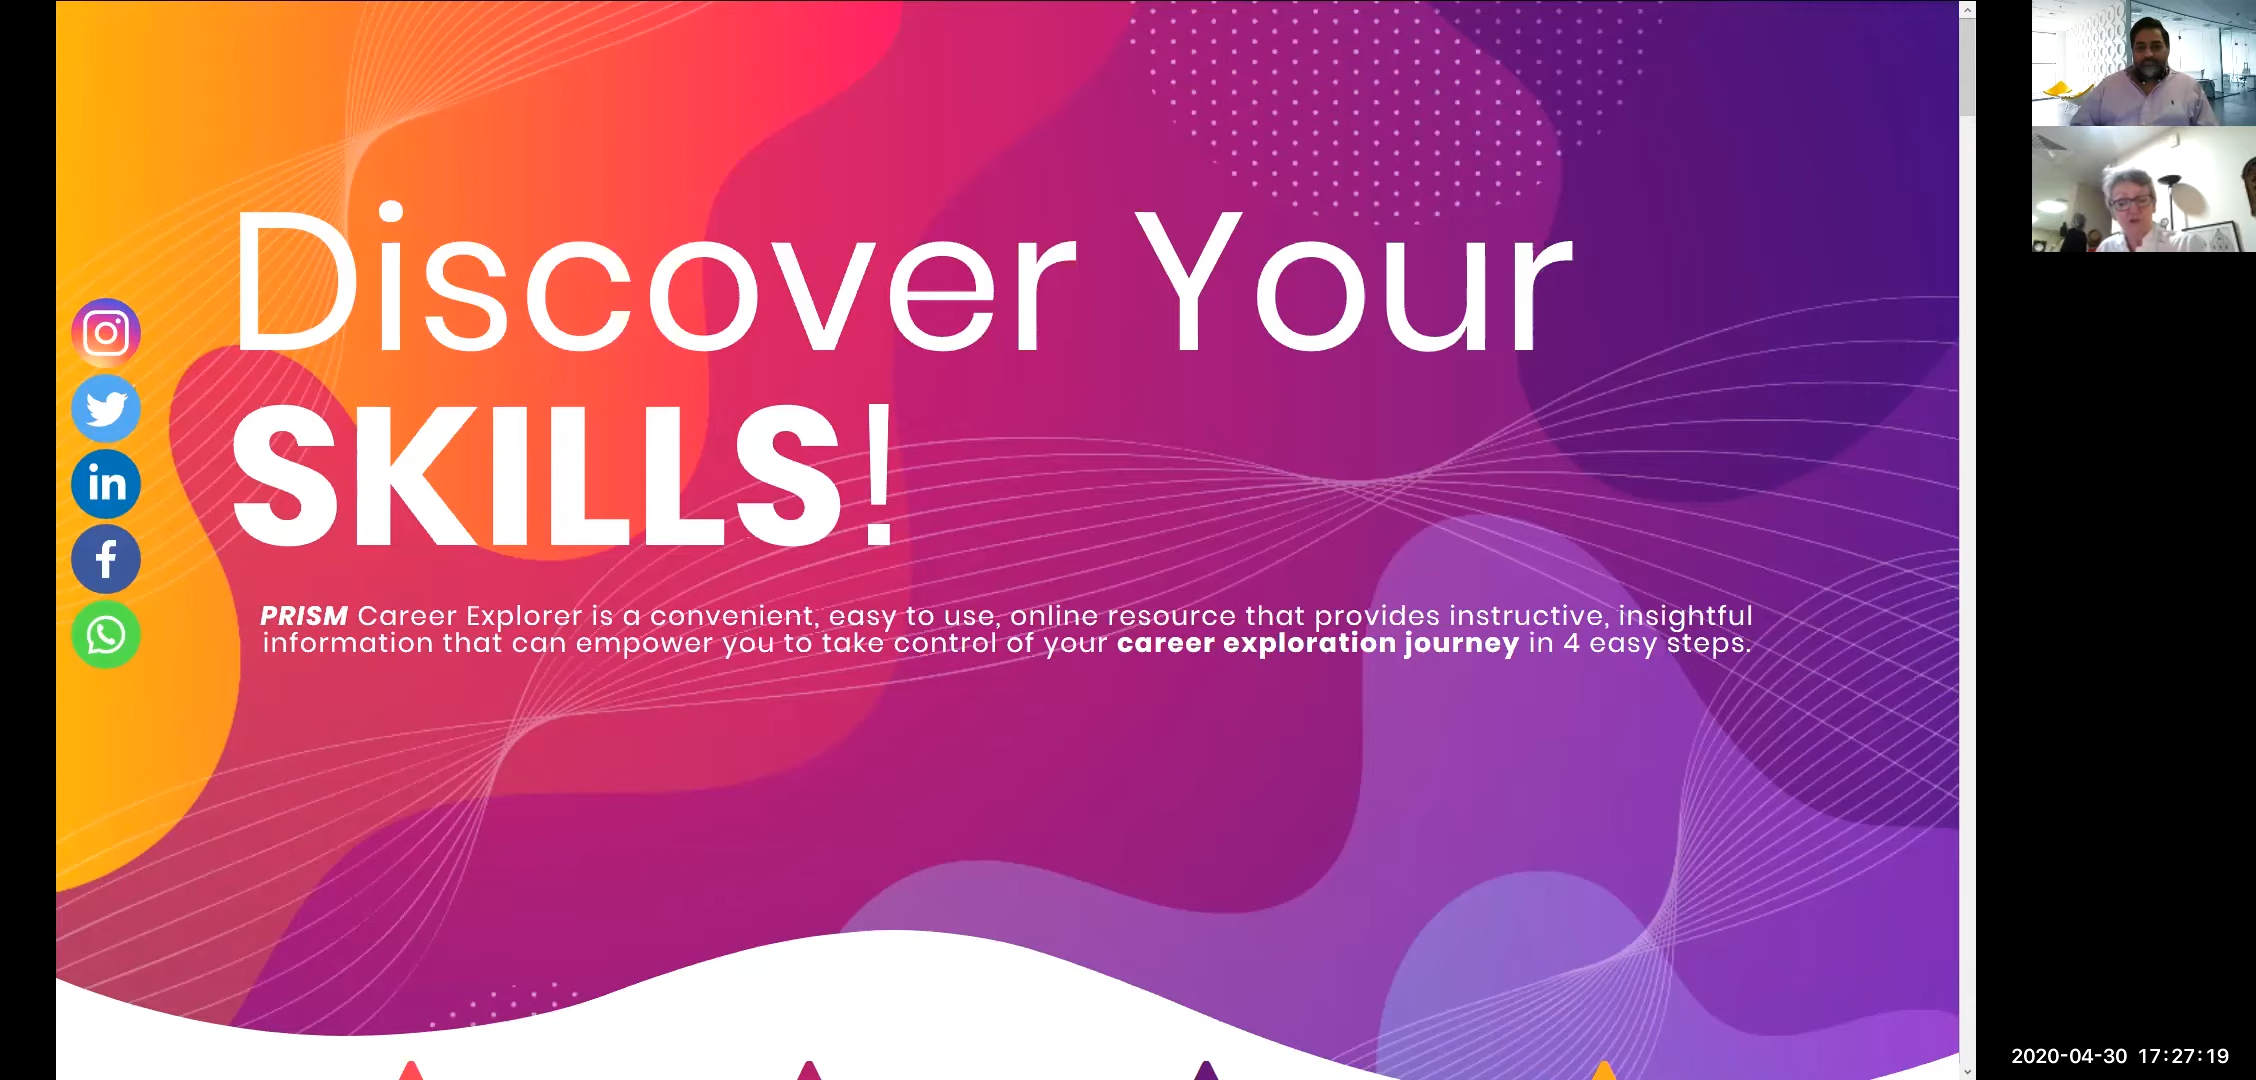 Discover Your
SKILLS!
in
f
PRISM Career Explorer is a convenient, easy to use, online resource that provides instructive, insightful
information that can empower you to take control of your career exploration journey in 4 easy steps.
2020-04-30 17:27:19